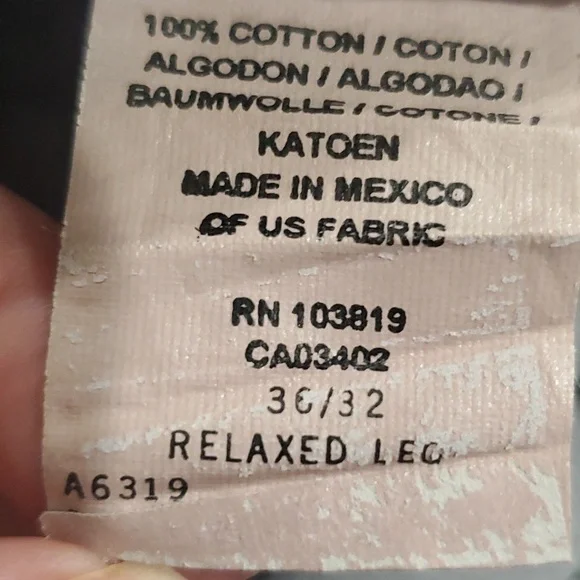 100% COTTON / COTON /
ALGODON / ALGODAO /
BAUMWOLLE / COTONE /
KATOEN
MADE IN MEXICO
OF US FABRIC
RN 103819
CA03402
36/32
RELAXED LEG
A6319